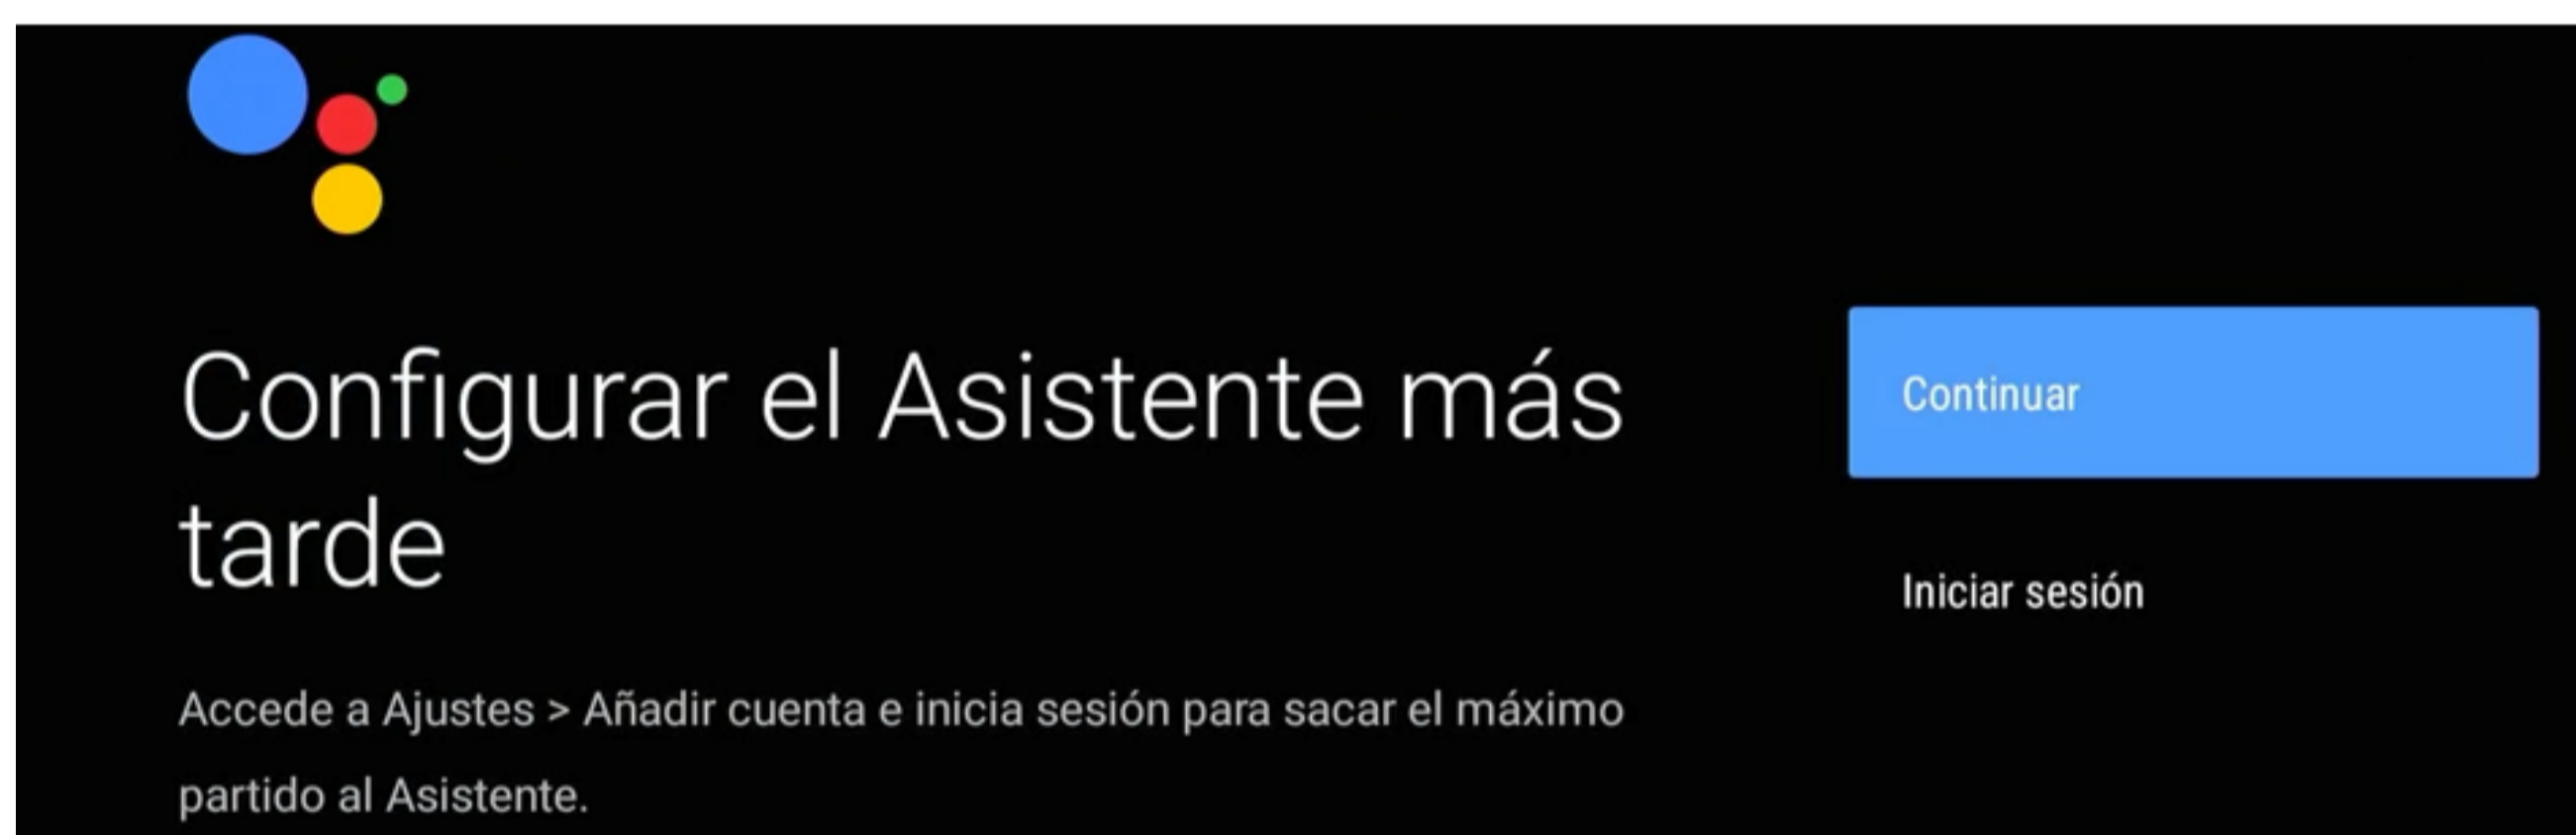 Configurar el Asistente más
tarde
Accede a Ajustes > Añadir cuenta e inicia sesión para sacar el máximo
partido al Asistente.
Continuar
Iniciar sesión